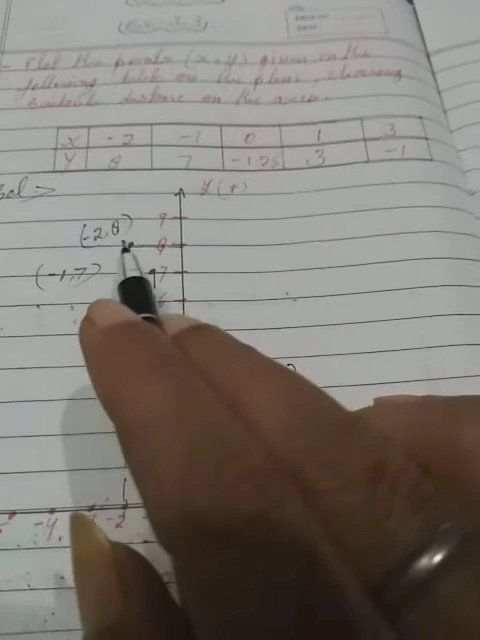 Plot the points (x, y) given in the
following table on the plane, choosing
suitable distance on the axes.
x -2 -1 0 1 3
y 8 7 -1.25 3 -1
Sol⇒
y(+)
9
(-2,8) 8
(-1,7) 7
6
1
-4 -2